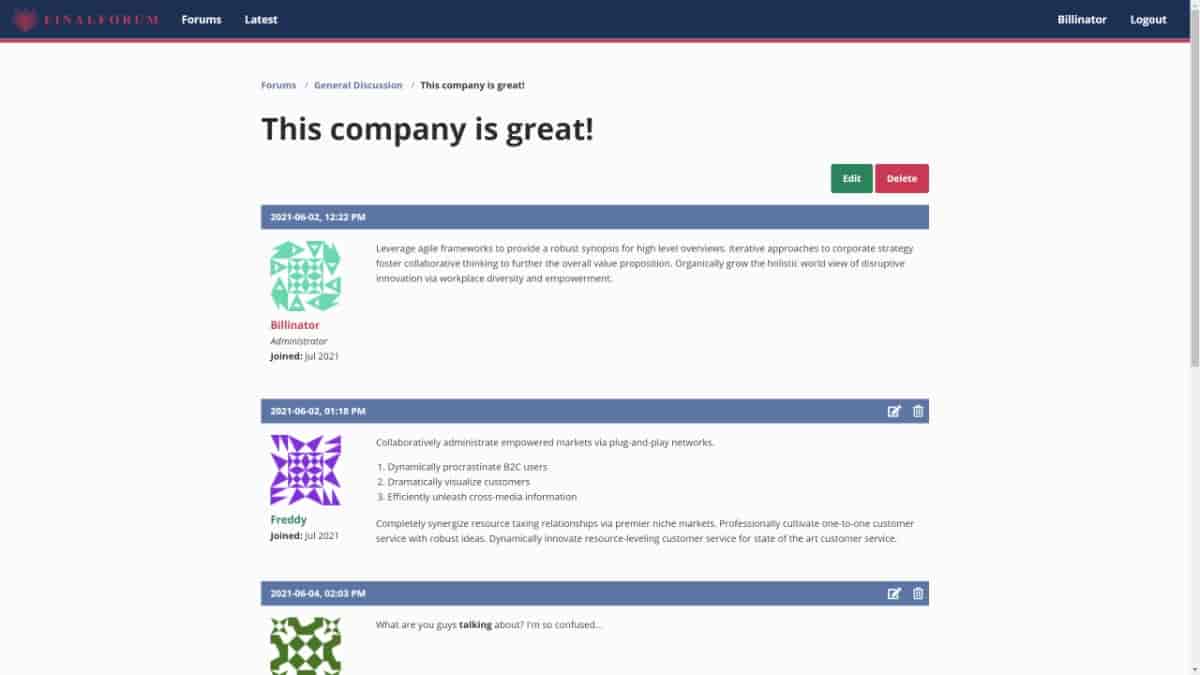 FINALFORUM Forums Latest Billinator Logout
Forums / General Discussion / This company is great!
This company is great!
Edit Delete
2021-06-02, 12:22 PM
Leverage agile frameworks to provide a robust synopsis for high level overviews. Iterative approaches to corporate strategy
foster collaborative thinking to further the overall value proposition. Organically grow the holistic world view of disruptive
innovation via workplace diversity and empowerment.
Billinator
Administrator
Joined: Jul 2021
2021-06-02, 01:18 PM
Collaboratively administrate empowered markets via plug-and-play networks.
1. Dynamically procrastinate B2C users
2. Dramatically visualize customers
3. Efficiently unleash cross-media information
Completely synergize resource taxing relationships via premier niche markets. Professionally cultivate one-to-one customer
service with robust ideas. Dynamically innovate resource-leveling customer service for state of the art customer service.
Freddy
Joined: Jul 2021
2021-06-04, 02:03 PM
What are you guys talking about? I'm so confused...